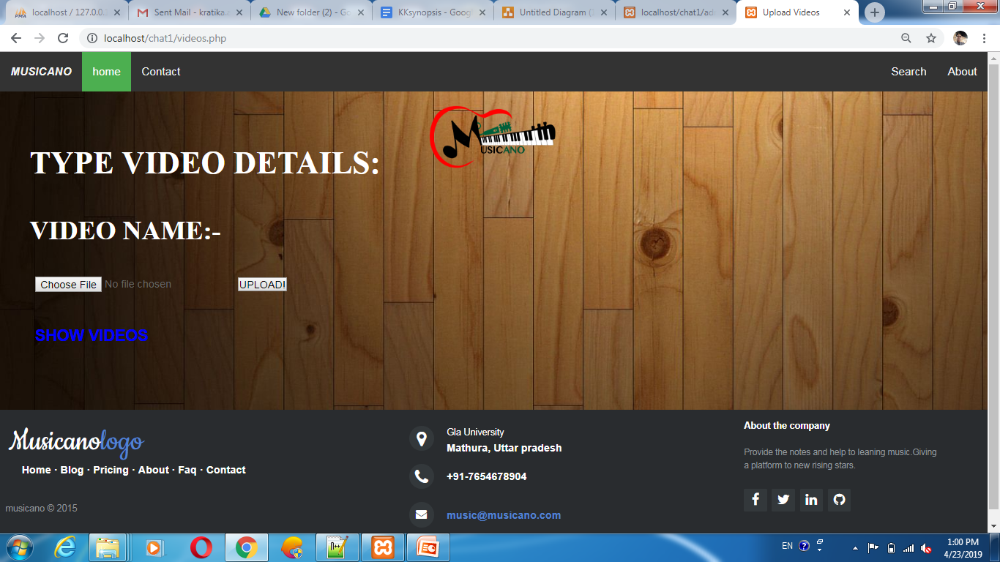 localhost / 127.0.0.
Sent Mail - kratika.a
New folder (2) - Go
KKsynopsis - Googl
Untitled Diagram (
localhost/chat1/ad
Upload Videos
localhost/chat1/videos.php
MUSICANO home Contact Search About
USICANO
TYPE VIDEO DETAILS:
VIDEO NAME:-
Choose File No file chosen UPLOAD!
SHOW VIDEOS
Musicanologo
Home · Blog · Pricing · About · Faq · Contact
musicano © 2015
Gla University
Mathura, Uttar pradesh
+91-7654678904
music@musicano.com
About the company
Provide the notes and help to leaning music.Giving
a platform to new rising stars.
EN
1:00 PM
4/23/2019